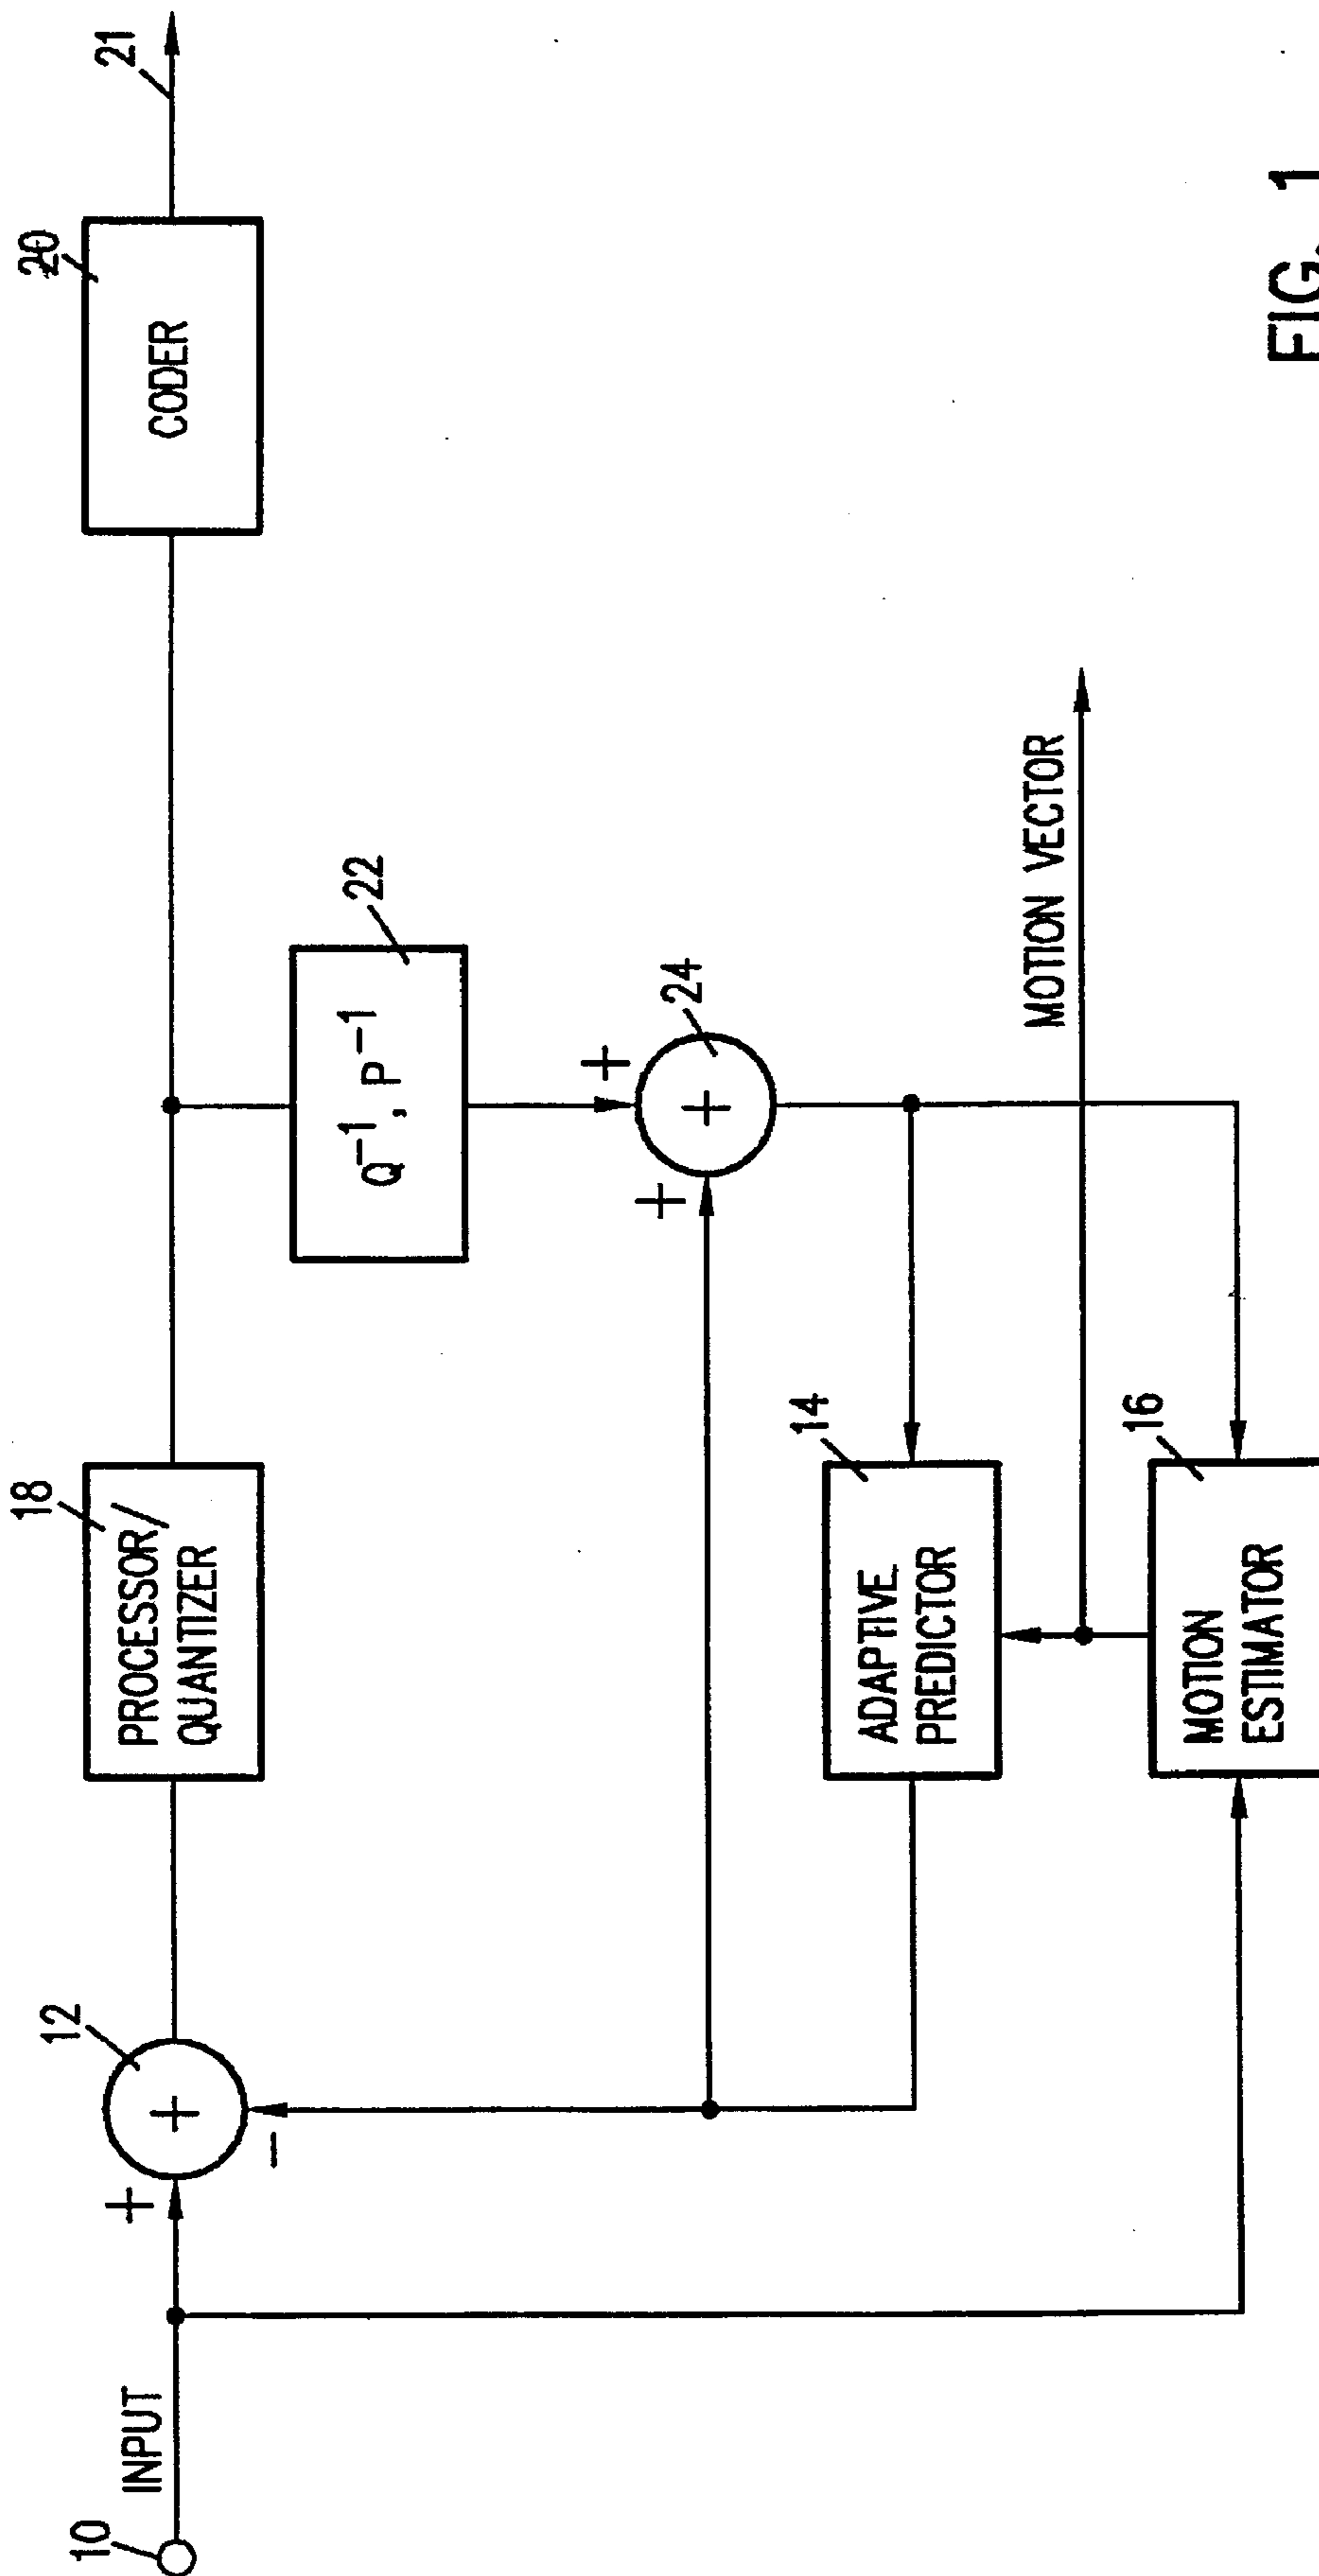 10
INPUT
+
-
12
+
18
PROCESSOR/
QUANTIZER
20
CODER
21
22
Q⁻¹, P⁻¹
+
+
24
+
14
ADAPTIVE
PREDICTOR
MOTION VECTOR
16
MOTION
ESTIMATOR
FIG. 1